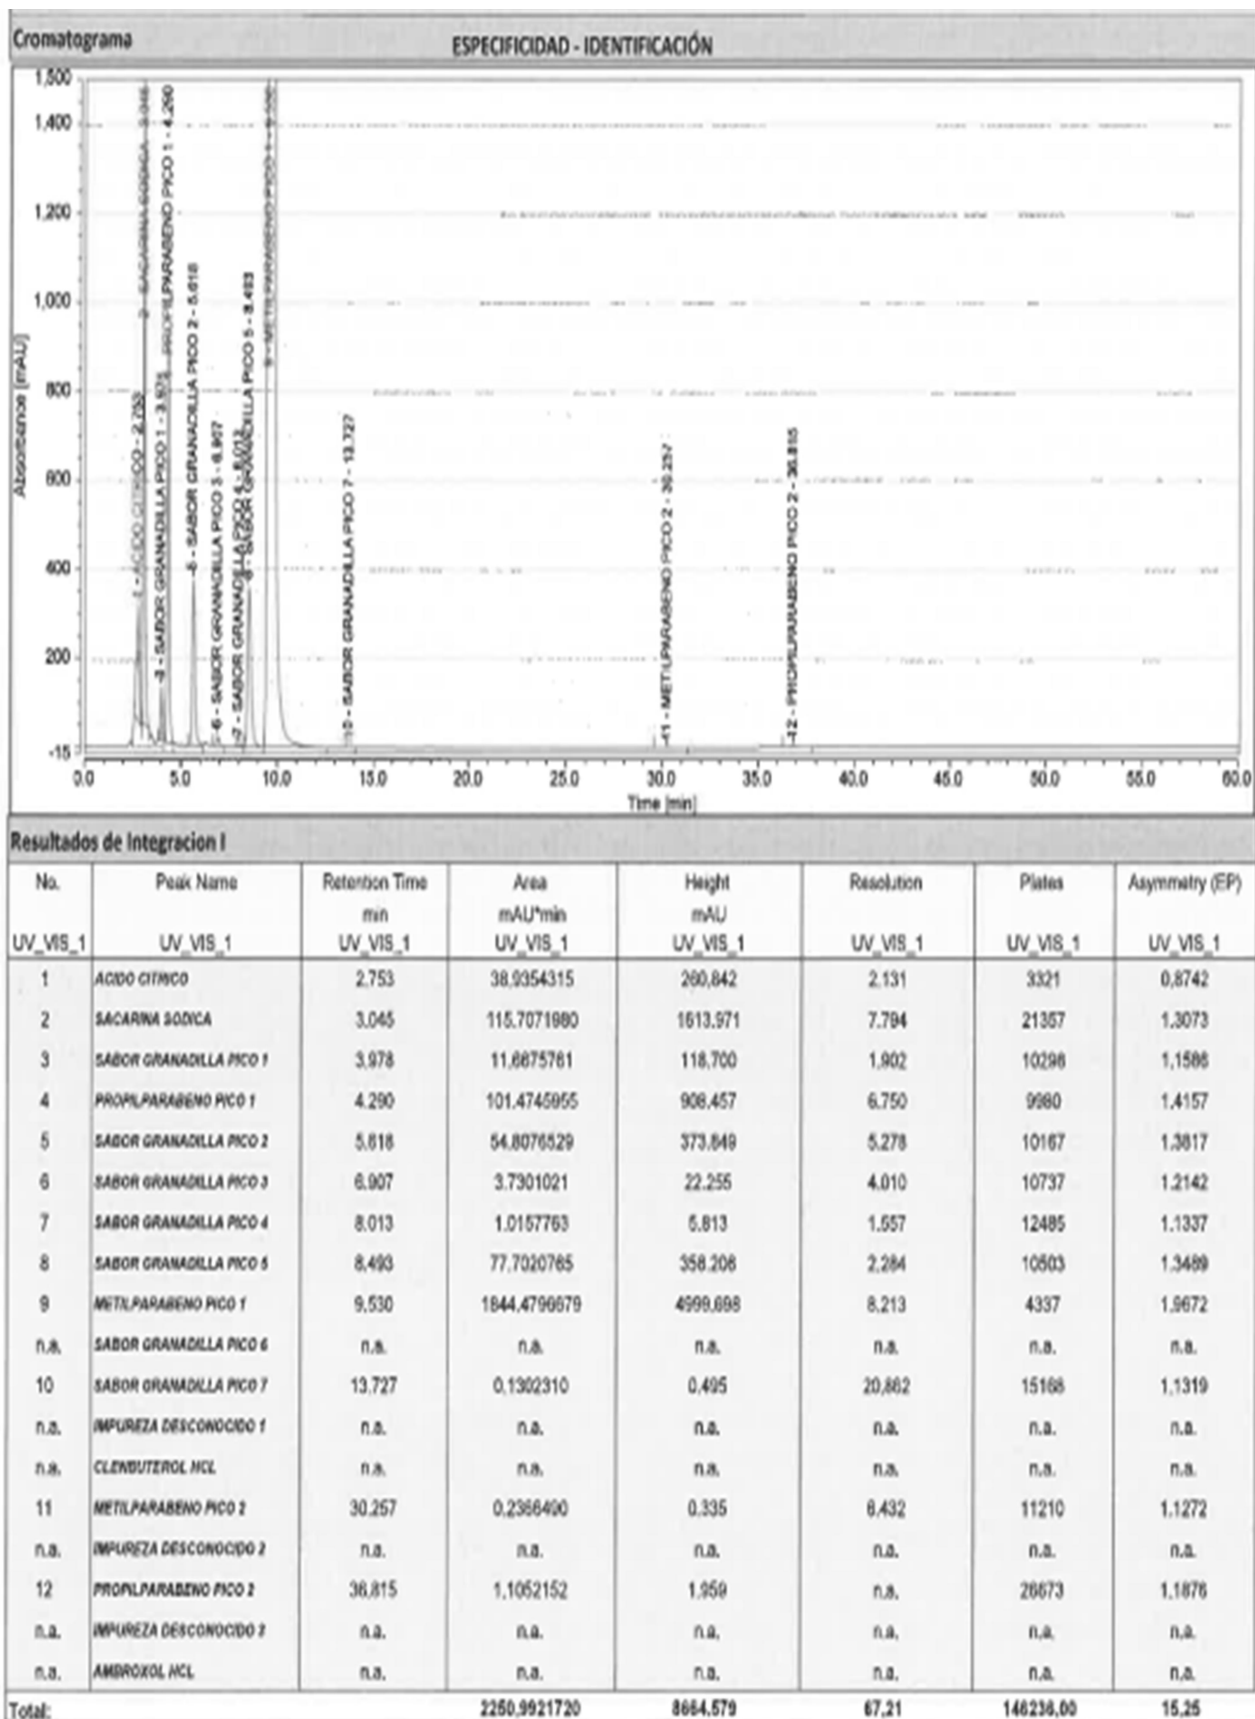 Cromatograma
ESPECIFICIDAD - IDENTIFICACIÓN
1,500
1,400
1,200
1,000
800
600
400
200
-15
Absorbance [mAU]
1 - ACIDO CITRICO - 2.753
2 - SACARINA SODICA - 3.045
3 - SABOR GRANADILLA PICO 1 - 3.978
PROPILPARABENO PICO 1 - 4.290
5 - SABOR GRANADILLA PICO 2 - 5.618
6 - SABOR GRANADILLA PICO 3 - 6.907
7 - SABOR GRANADILLA PICO 4 - 8.013
8 - SABOR GRANADILLA PICO 5 - 8.493
9 - METILPARABENO PICO 1 - 9.530
10 - SABOR GRANADILLA PICO 7 - 13.727
11 - METILPARABENO PICO 2 - 30.257
12 - PROPILPARABENO PICO 2 - 36.815
0.0 5.0 10.0 15.0 20.0 25.0 30.0 35.0 40.0 45.0 50.0 55.0 60.0
Time [min]
Resultados de Integracion I
No. Peak Name Retention Time Area Height Resolution Plates Asymmetry (EP)
min mAU*min mAU
UV_VIS_1 UV_VIS_1 UV_VIS_1 UV_VIS_1 UV_VIS_1 UV_VIS_1 UV_VIS_1 UV_VIS_1
1 ACIDO CITRICO 2,753 38,9354315 260,842 2,131 3321 0,8742
2 SACARINA SODICA 3,045 115,7071980 1613,971 7,794 21357 1,3073
3 SABOR GRANADILLA PICO 1 3,978 11,6675761 118,700 1,902 10298 1,1586
4 PROPILPARABENO PICO 1 4,290 101,4745955 908,457 6,750 9980 1,4157
5 SABOR GRANADILLA PICO 2 5,618 54,8076529 373,849 5,278 10167 1,3817
6 SABOR GRANADILLA PICO 3 6,907 3,7301021 22,255 4,010 10737 1,2142
7 SABOR GRANADILLA PICO 4 8,013 1,0157763 5,813 1,557 12485 1,1337
8 SABOR GRANADILLA PICO 5 8,493 77,7020765 358,208 2,284 10503 1,3489
9 METILPARABENO PICO 1 9,530 1844,4796679 4999,698 8,213 4337 1,9672
n.a. SABOR GRANADILLA PICO 6 n.a. n.a. n.a. n.a. n.a. n.a.
10 SABOR GRANADILLA PICO 7 13,727 0,1302310 0,495 20,862 15168 1,1319
n.a. IMPUREZA DESCONOCIDO 1 n.a. n.a. n.a. n.a. n.a. n.a.
n.a. CLENBUTEROL HCL n.a. n.a. n.a. n.a. n.a. n.a.
11 METILPARABENO PICO 2 30,257 0,2366490 0,335 6,432 11210 1,1272
n.a. IMPUREZA DESCONOCIDO 2 n.a. n.a. n.a. n.a. n.a. n.a.
12 PROPILPARABENO PICO 2 36,815 1,1052152 1,959 n.a. 26673 1,1876
n.a. IMPUREZA DESCONOCIDO 3 n.a. n.a. n.a. n.a. n.a. n.a.
n.a. AMBROXOL HCL n.a. n.a. n.a. n.a. n.a. n.a.
Total: 2250,9921720 8664,579 67,21 146236,00 15,25